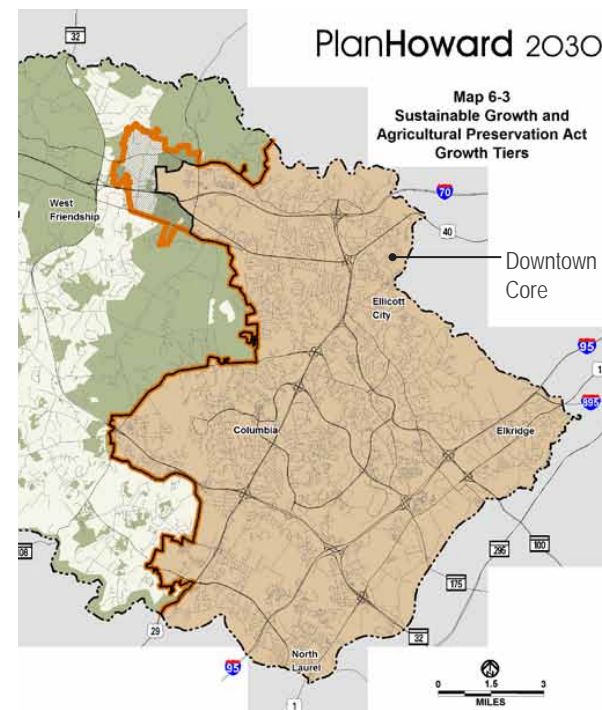 PlanHoward 2030
32
Map 6-3
Sustainable Growth and
Agricultural Preservation Act
Growth Tiers
70
West
Friendship
40
Downtown
Core
Ellicott
City
95
1
895
Columbia
Elkridge
108
100
295
175
29
32
North
Laurel
95
1
0 1.5 3
MILES